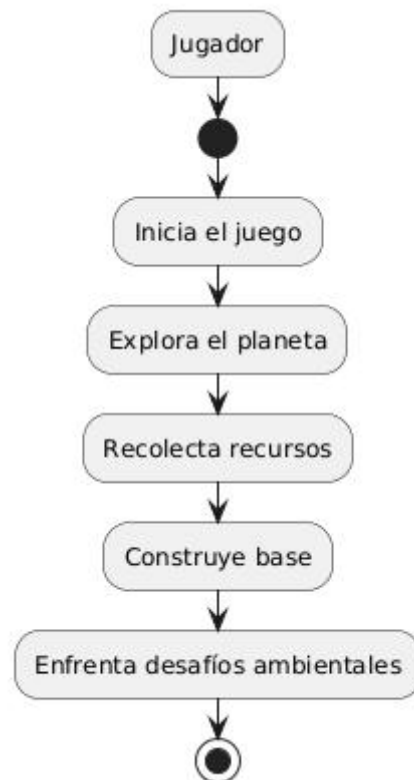 Jugador
Inicia el juego
Explora el planeta
Recolecta recursos
Construye base
Enfrenta desafíos ambientales